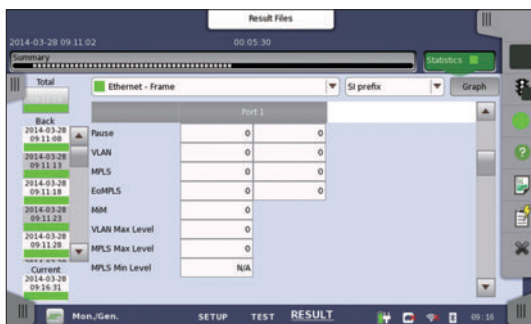 Result Files
2014-03-28 09:11:02 00:05:30
Summary Statistics
Total Ethernet - Frame SI prefix Graph
Port 1
Back
2014-03-28
09:11:08
2014-03-28
09:11:13
2014-03-28
09:11:18
2014-03-28
09:11:23
2014-03-28
09:11:28
Current
2014-03-28
09:16:31
Pause 0 0
VLAN 0 0
MPLS 0 0
EoMPLS 0 0
MiM 0
VLAN Max Level 0
MPLS Max Level 0
MPLS Min Level N/A
Mon./Gen. SETUP TEST RESULT 09:16